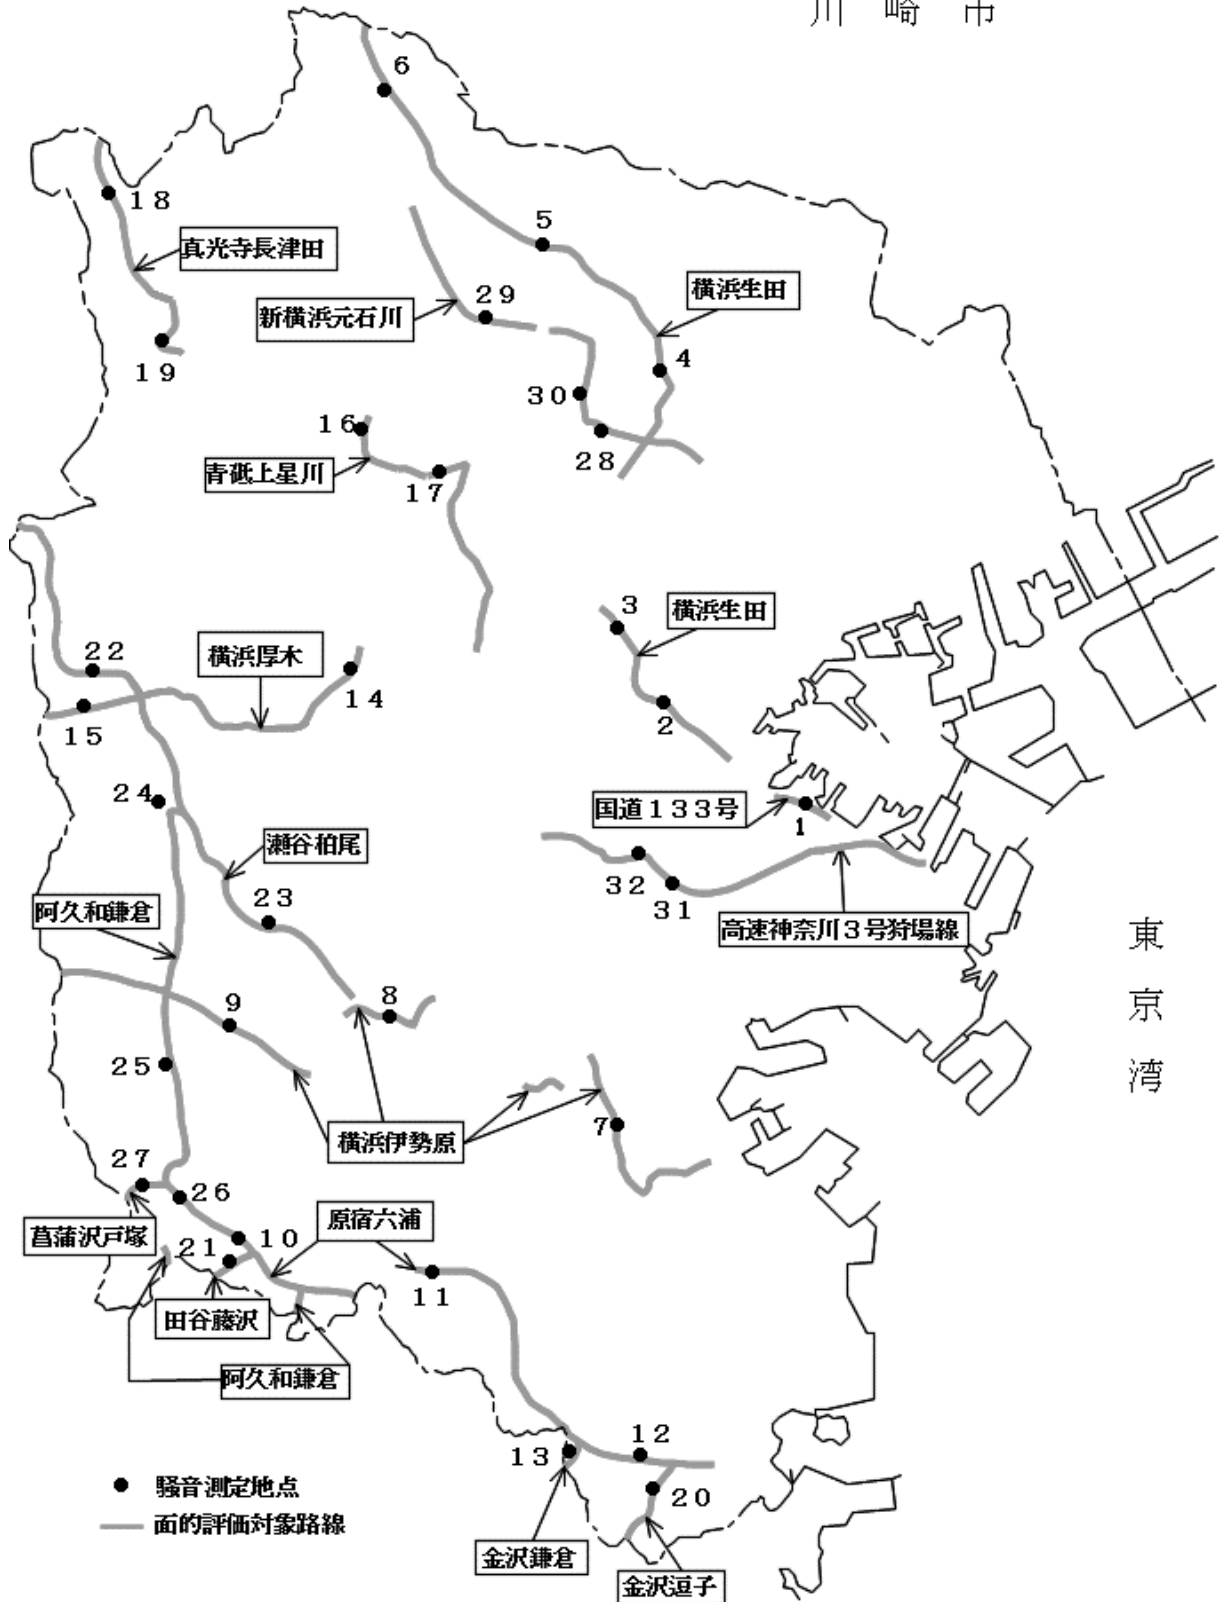 川崎市
6
18
5
真光寺長津田
横浜生田
29
新横浜元石川
4
19
30
16
28
青砥上星川
17
3
横浜生田
22
横浜厚木
14
2
15
24
国道133号
1
瀬谷柏尾
32
31
23
阿久和鎌倉
高速神奈川3号狩場線
東京湾
8
9
25
7
横浜伊勢原
27
26
原宿六浦
菖蒲沢戸塚
10
21
11
田谷藤沢
阿久和鎌倉
12
13
騒音測定地点
20
面的評価対象路線
金沢鎌倉
金沢逗子